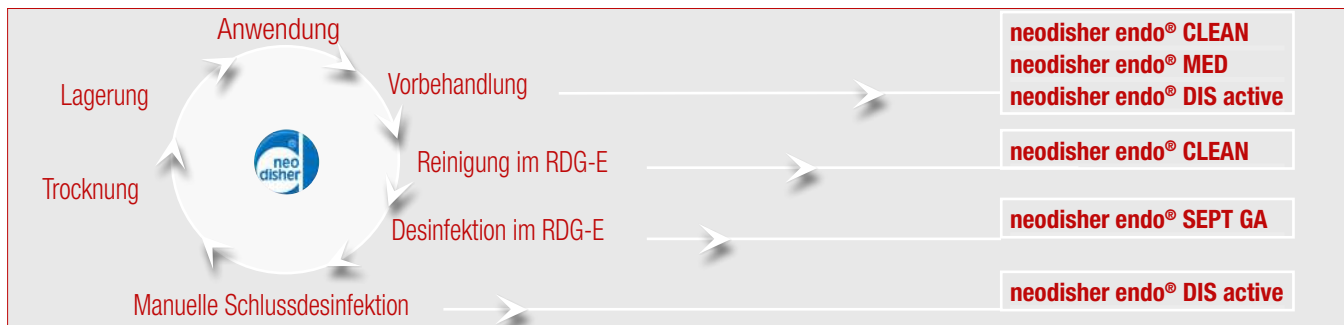 Anwendung
neodisher endo® CLEAN
neodisher endo® MED
neodisher endo® DIS active
Vorbehandlung
Lagerung
neodisher endo® CLEAN
Reinigung im RDG-E
®
neo
disher
Trocknung
neodisher endo® SEPT GA
Desinfektion im RDG-E
Manuelle Schlussdesinfektion
neodisher endo® DIS active